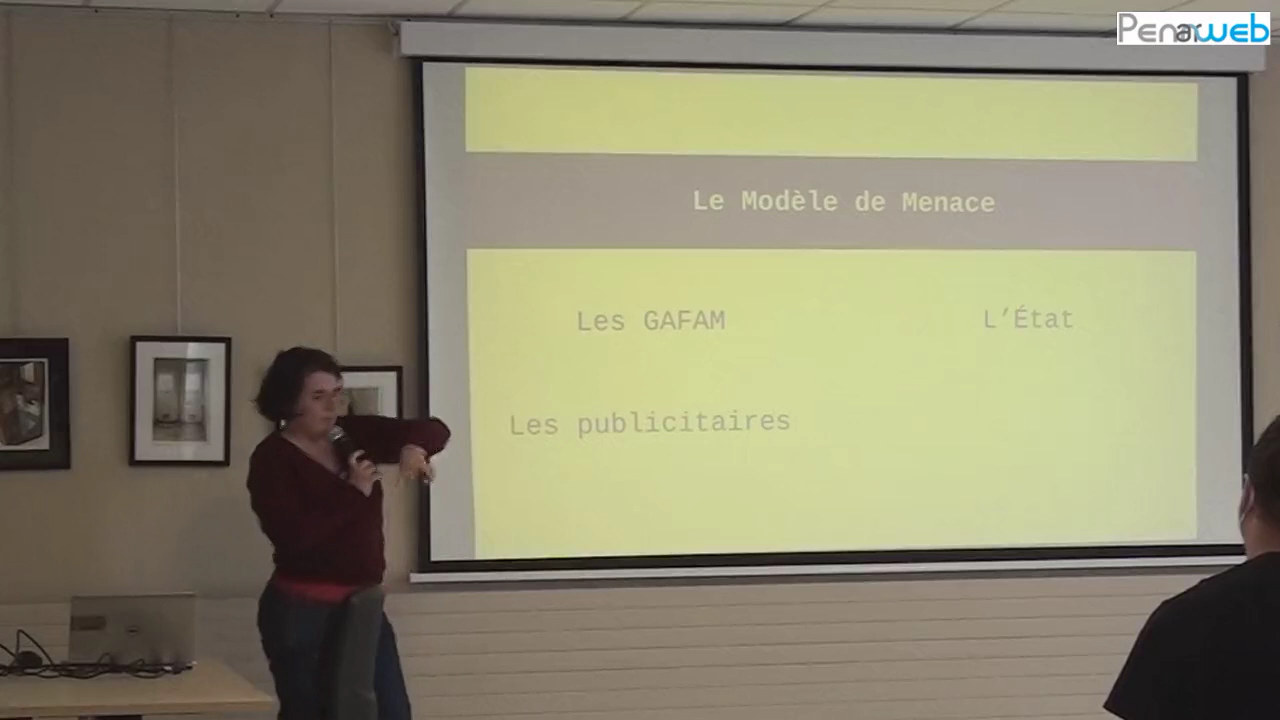 Penarweb
Le Modèle de Menace
Les GAFAM
L’État
Les publicitaires